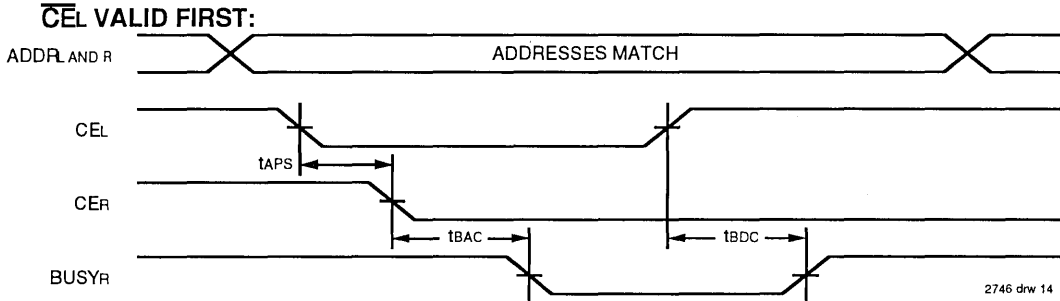 CEL VALID FIRST:
ADDRL AND R
ADDRESSES MATCH
CEL
tAPS
CER
tBAC
tBDC
BUSYR
2746 drw 14